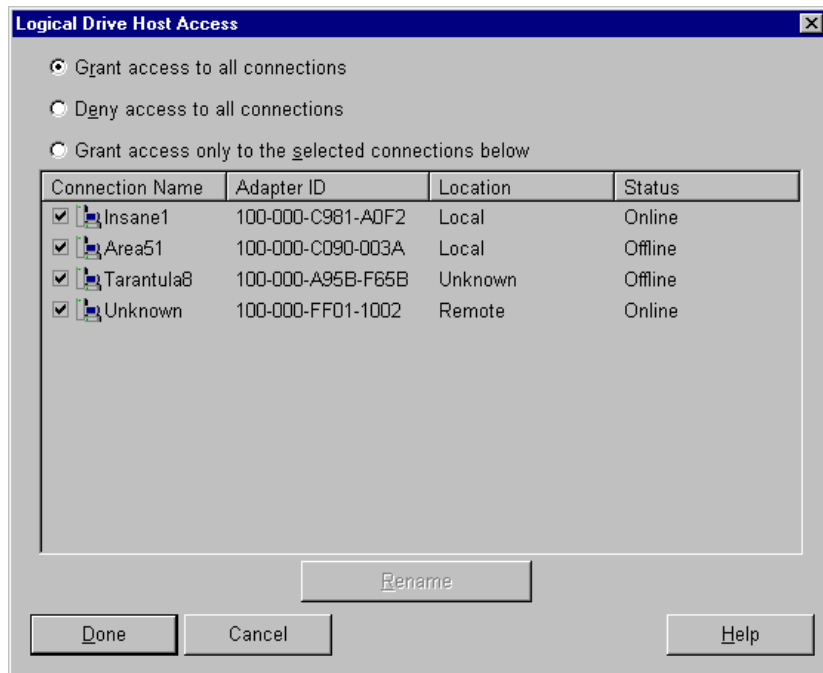 Logical Drive Host Access
Grant access to all connections
Deny access to all connections
Grant access only to the selected connections below
Connection Name Adapter ID Location Status
Insane1 100-000-C981-A0F2 Local Online
Area51 100-000-C090-003A Local Offline
Tarantula8 100-000-A95B-F65B Unknown Offline
Unknown 100-000-FF01-1002 Remote Online
Rename
Done Cancel Help